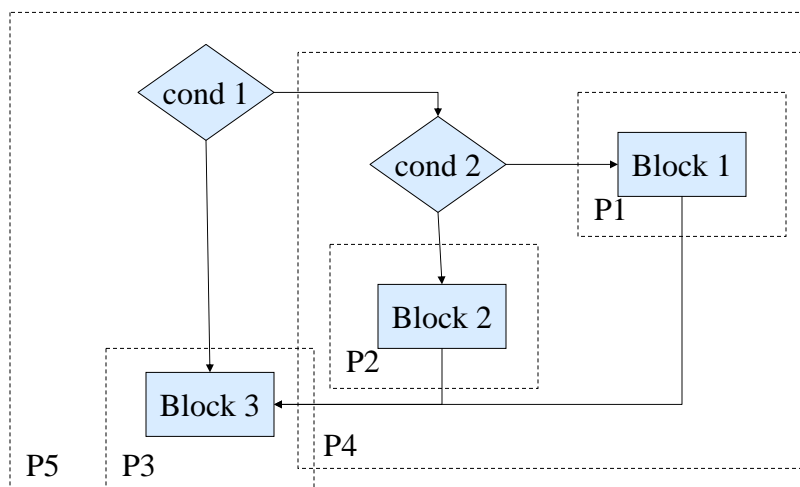 cond 1
cond 2
Block 1
P1
Block 2
P2
Block 3
P4
P5
P3